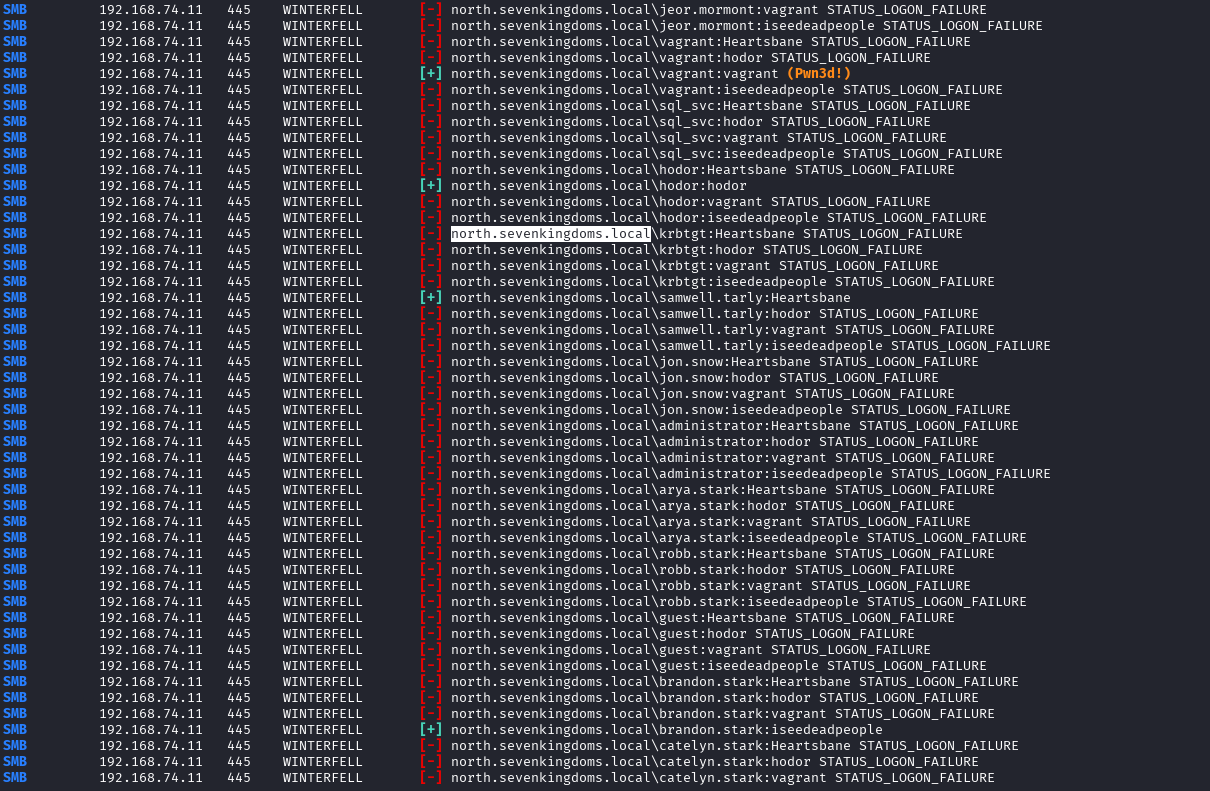 SMB 192.168.74.11 445 WINTERFELL [-] north.sevenkingdoms.local\jeor.mormont:vagrant STATUS_LOGON_FAILURE
SMB 192.168.74.11 445 WINTERFELL [-] north.sevenkingdoms.local\jeor.mormont:iseedeadpeople STATUS_LOGON_FAILURE
SMB 192.168.74.11 445 WINTERFELL [-] north.sevenkingdoms.local\vagrant:Heartsbane STATUS_LOGON_FAILURE
SMB 192.168.74.11 445 WINTERFELL [-] north.sevenkingdoms.local\vagrant:hodor STATUS_LOGON_FAILURE
SMB 192.168.74.11 445 WINTERFELL [+] north.sevenkingdoms.local\vagrant:vagrant (Pwn3d!)
SMB 192.168.74.11 445 WINTERFELL [-] north.sevenkingdoms.local\vagrant:iseedeadpeople STATUS_LOGON_FAILURE
SMB 192.168.74.11 445 WINTERFELL [-] north.sevenkingdoms.local\sql_svc:Heartsbane STATUS_LOGON_FAILURE
SMB 192.168.74.11 445 WINTERFELL [-] north.sevenkingdoms.local\sql_svc:hodor STATUS_LOGON_FAILURE
SMB 192.168.74.11 445 WINTERFELL [-] north.sevenkingdoms.local\sql_svc:vagrant STATUS_LOGON_FAILURE
SMB 192.168.74.11 445 WINTERFELL [-] north.sevenkingdoms.local\sql_svc:iseedeadpeople STATUS_LOGON_FAILURE
SMB 192.168.74.11 445 WINTERFELL [-] north.sevenkingdoms.local\hodor:Heartsbane STATUS_LOGON_FAILURE
SMB 192.168.74.11 445 WINTERFELL [+] north.sevenkingdoms.local\hodor:hodor
SMB 192.168.74.11 445 WINTERFELL [-] north.sevenkingdoms.local\hodor:vagrant STATUS_LOGON_FAILURE
SMB 192.168.74.11 445 WINTERFELL [-] north.sevenkingdoms.local\hodor:iseedeadpeople STATUS_LOGON_FAILURE
SMB 192.168.74.11 445 WINTERFELL [-] north.sevenkingdoms.local\krbtgt:Heartsbane STATUS_LOGON_FAILURE
SMB 192.168.74.11 445 WINTERFELL [-] north.sevenkingdoms.local\krbtgt:hodor STATUS_LOGON_FAILURE
SMB 192.168.74.11 445 WINTERFELL [-] north.sevenkingdoms.local\krbtgt:vagrant STATUS_LOGON_FAILURE
SMB 192.168.74.11 445 WINTERFELL [-] north.sevenkingdoms.local\krbtgt:iseedeadpeople STATUS_LOGON_FAILURE
SMB 192.168.74.11 445 WINTERFELL [+] north.sevenkingdoms.local\samwell.tarly:Heartsbane
SMB 192.168.74.11 445 WINTERFELL [-] north.sevenkingdoms.local\samwell.tarly:hodor STATUS_LOGON_FAILURE
SMB 192.168.74.11 445 WINTERFELL [-] north.sevenkingdoms.local\samwell.tarly:vagrant STATUS_LOGON_FAILURE
SMB 192.168.74.11 445 WINTERFELL [-] north.sevenkingdoms.local\samwell.tarly:iseedeadpeople STATUS_LOGON_FAILURE
SMB 192.168.74.11 445 WINTERFELL [-] north.sevenkingdoms.local\jon.snow:Heartsbane STATUS_LOGON_FAILURE
SMB 192.168.74.11 445 WINTERFELL [-] north.sevenkingdoms.local\jon.snow:hodor STATUS_LOGON_FAILURE
SMB 192.168.74.11 445 WINTERFELL [-] north.sevenkingdoms.local\jon.snow:vagrant STATUS_LOGON_FAILURE
SMB 192.168.74.11 445 WINTERFELL [-] north.sevenkingdoms.local\jon.snow:iseedeadpeople STATUS_LOGON_FAILURE
SMB 192.168.74.11 445 WINTERFELL [-] north.sevenkingdoms.local\administrator:Heartsbane STATUS_LOGON_FAILURE
SMB 192.168.74.11 445 WINTERFELL [-] north.sevenkingdoms.local\administrator:hodor STATUS_LOGON_FAILURE
SMB 192.168.74.11 445 WINTERFELL [-] north.sevenkingdoms.local\administrator:vagrant STATUS_LOGON_FAILURE
SMB 192.168.74.11 445 WINTERFELL [-] north.sevenkingdoms.local\administrator:iseedeadpeople STATUS_LOGON_FAILURE
SMB 192.168.74.11 445 WINTERFELL [-] north.sevenkingdoms.local\arya.stark:Heartsbane STATUS_LOGON_FAILURE
SMB 192.168.74.11 445 WINTERFELL [-] north.sevenkingdoms.local\arya.stark:hodor STATUS_LOGON_FAILURE
SMB 192.168.74.11 445 WINTERFELL [-] north.sevenkingdoms.local\arya.stark:vagrant STATUS_LOGON_FAILURE
SMB 192.168.74.11 445 WINTERFELL [-] north.sevenkingdoms.local\arya.stark:iseedeadpeople STATUS_LOGON_FAILURE
SMB 192.168.74.11 445 WINTERFELL [-] north.sevenkingdoms.local\robb.stark:Heartsbane STATUS_LOGON_FAILURE
SMB 192.168.74.11 445 WINTERFELL [-] north.sevenkingdoms.local\robb.stark:hodor STATUS_LOGON_FAILURE
SMB 192.168.74.11 445 WINTERFELL [-] north.sevenkingdoms.local\robb.stark:vagrant STATUS_LOGON_FAILURE
SMB 192.168.74.11 445 WINTERFELL [-] north.sevenkingdoms.local\robb.stark:iseedeadpeople STATUS_LOGON_FAILURE
SMB 192.168.74.11 445 WINTERFELL [-] north.sevenkingdoms.local\guest:Heartsbane STATUS_LOGON_FAILURE
SMB 192.168.74.11 445 WINTERFELL [-] north.sevenkingdoms.local\guest:hodor STATUS_LOGON_FAILURE
SMB 192.168.74.11 445 WINTERFELL [-] north.sevenkingdoms.local\guest:vagrant STATUS_LOGON_FAILURE
SMB 192.168.74.11 445 WINTERFELL [-] north.sevenkingdoms.local\guest:iseedeadpeople STATUS_LOGON_FAILURE
SMB 192.168.74.11 445 WINTERFELL [-] north.sevenkingdoms.local\brandon.stark:Heartsbane STATUS_LOGON_FAILURE
SMB 192.168.74.11 445 WINTERFELL [-] north.sevenkingdoms.local\brandon.stark:hodor STATUS_LOGON_FAILURE
SMB 192.168.74.11 445 WINTERFELL [-] north.sevenkingdoms.local\brandon.stark:vagrant STATUS_LOGON_FAILURE
SMB 192.168.74.11 445 WINTERFELL [+] north.sevenkingdoms.local\brandon.stark:iseedeadpeople
SMB 192.168.74.11 445 WINTERFELL [-] north.sevenkingdoms.local\catelyn.stark:Heartsbane STATUS_LOGON_FAILURE
SMB 192.168.74.11 445 WINTERFELL [-] north.sevenkingdoms.local\catelyn.stark:hodor STATUS_LOGON_FAILURE
SMB 192.168.74.11 445 WINTERFELL [-] north.sevenkingdoms.local\catelyn.stark:vagrant STATUS_LOGON_FAILURE